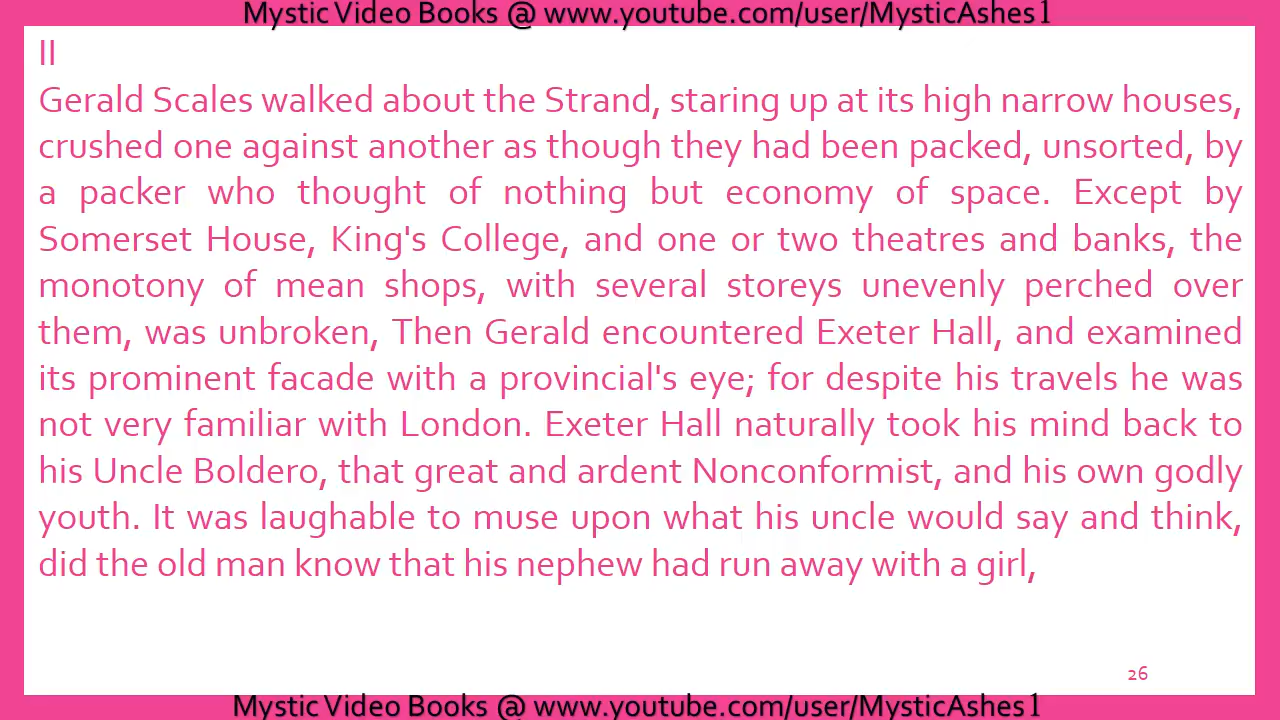 Mystic Video Books @ www.youtube.com/user/MysticAshes1
II
Gerald Scales walked about the Strand, staring up at its high narrow houses,
crushed one against another as though they had been packed, unsorted, by
a packer who thought of nothing but economy of space. Except by
Somerset House, King's College, and one or two theatres and banks, the
monotony of mean shops, with several storeys unevenly perched over
them, was unbroken, Then Gerald encountered Exeter Hall, and examined
its prominent facade with a provincial's eye; for despite his travels he was
not very familiar with London. Exeter Hall naturally took his mind back to
his Uncle Boldero, that great and ardent Nonconformist, and his own godly
youth. It was laughable to muse upon what his uncle would say and think,
did the old man know that his nephew had run away with a girl,
26
Mystic Video Books @ www.youtube.com/user/MysticAshes1